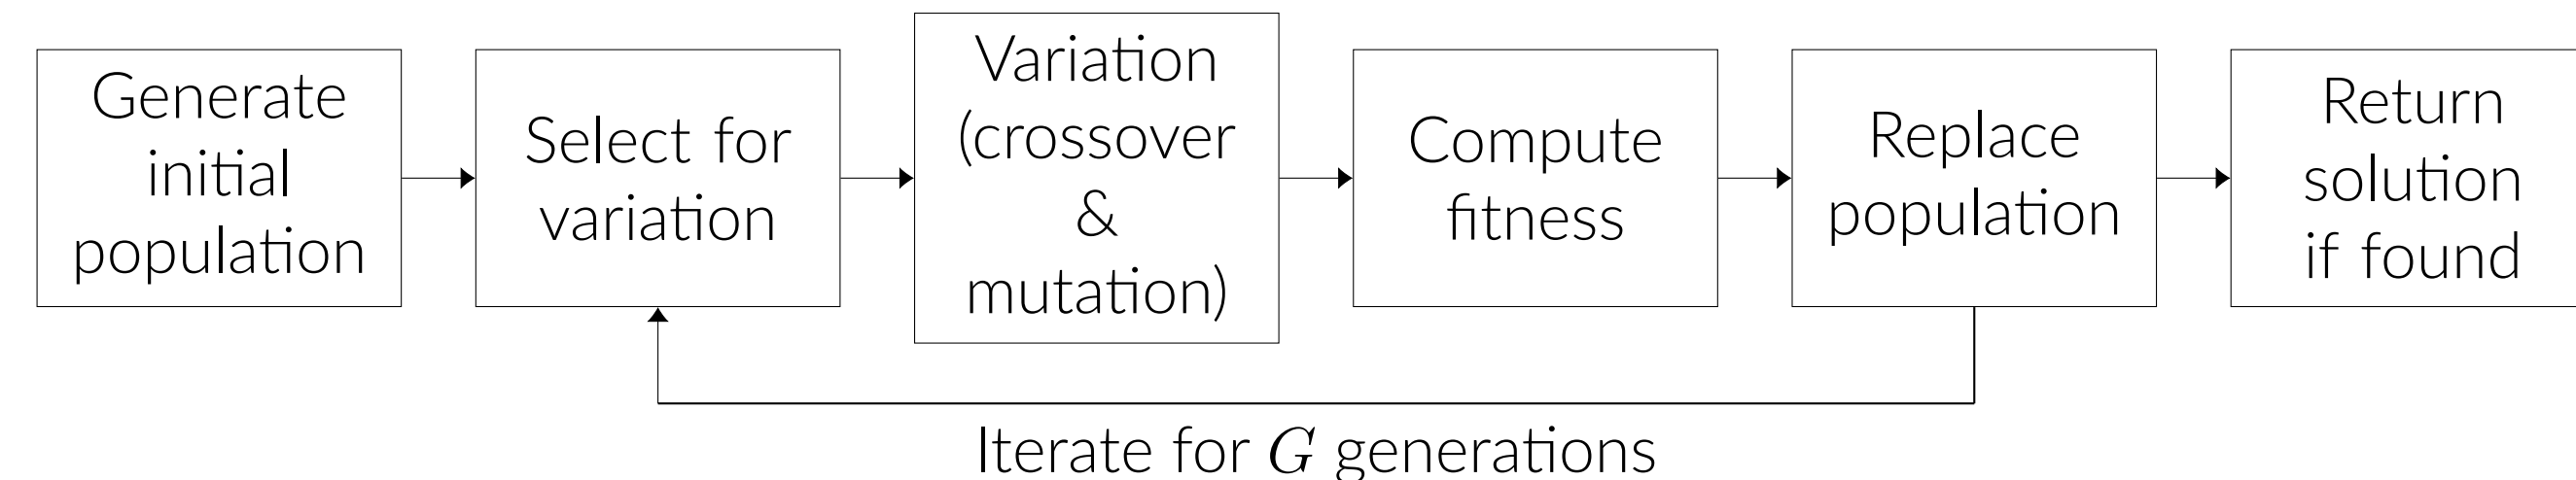 Generate
initial
population
Select for
variation
Variation
(crossover
&
mutation)
Compute
fitness
Replace
population
Return
solution
if found
Iterate for G generations